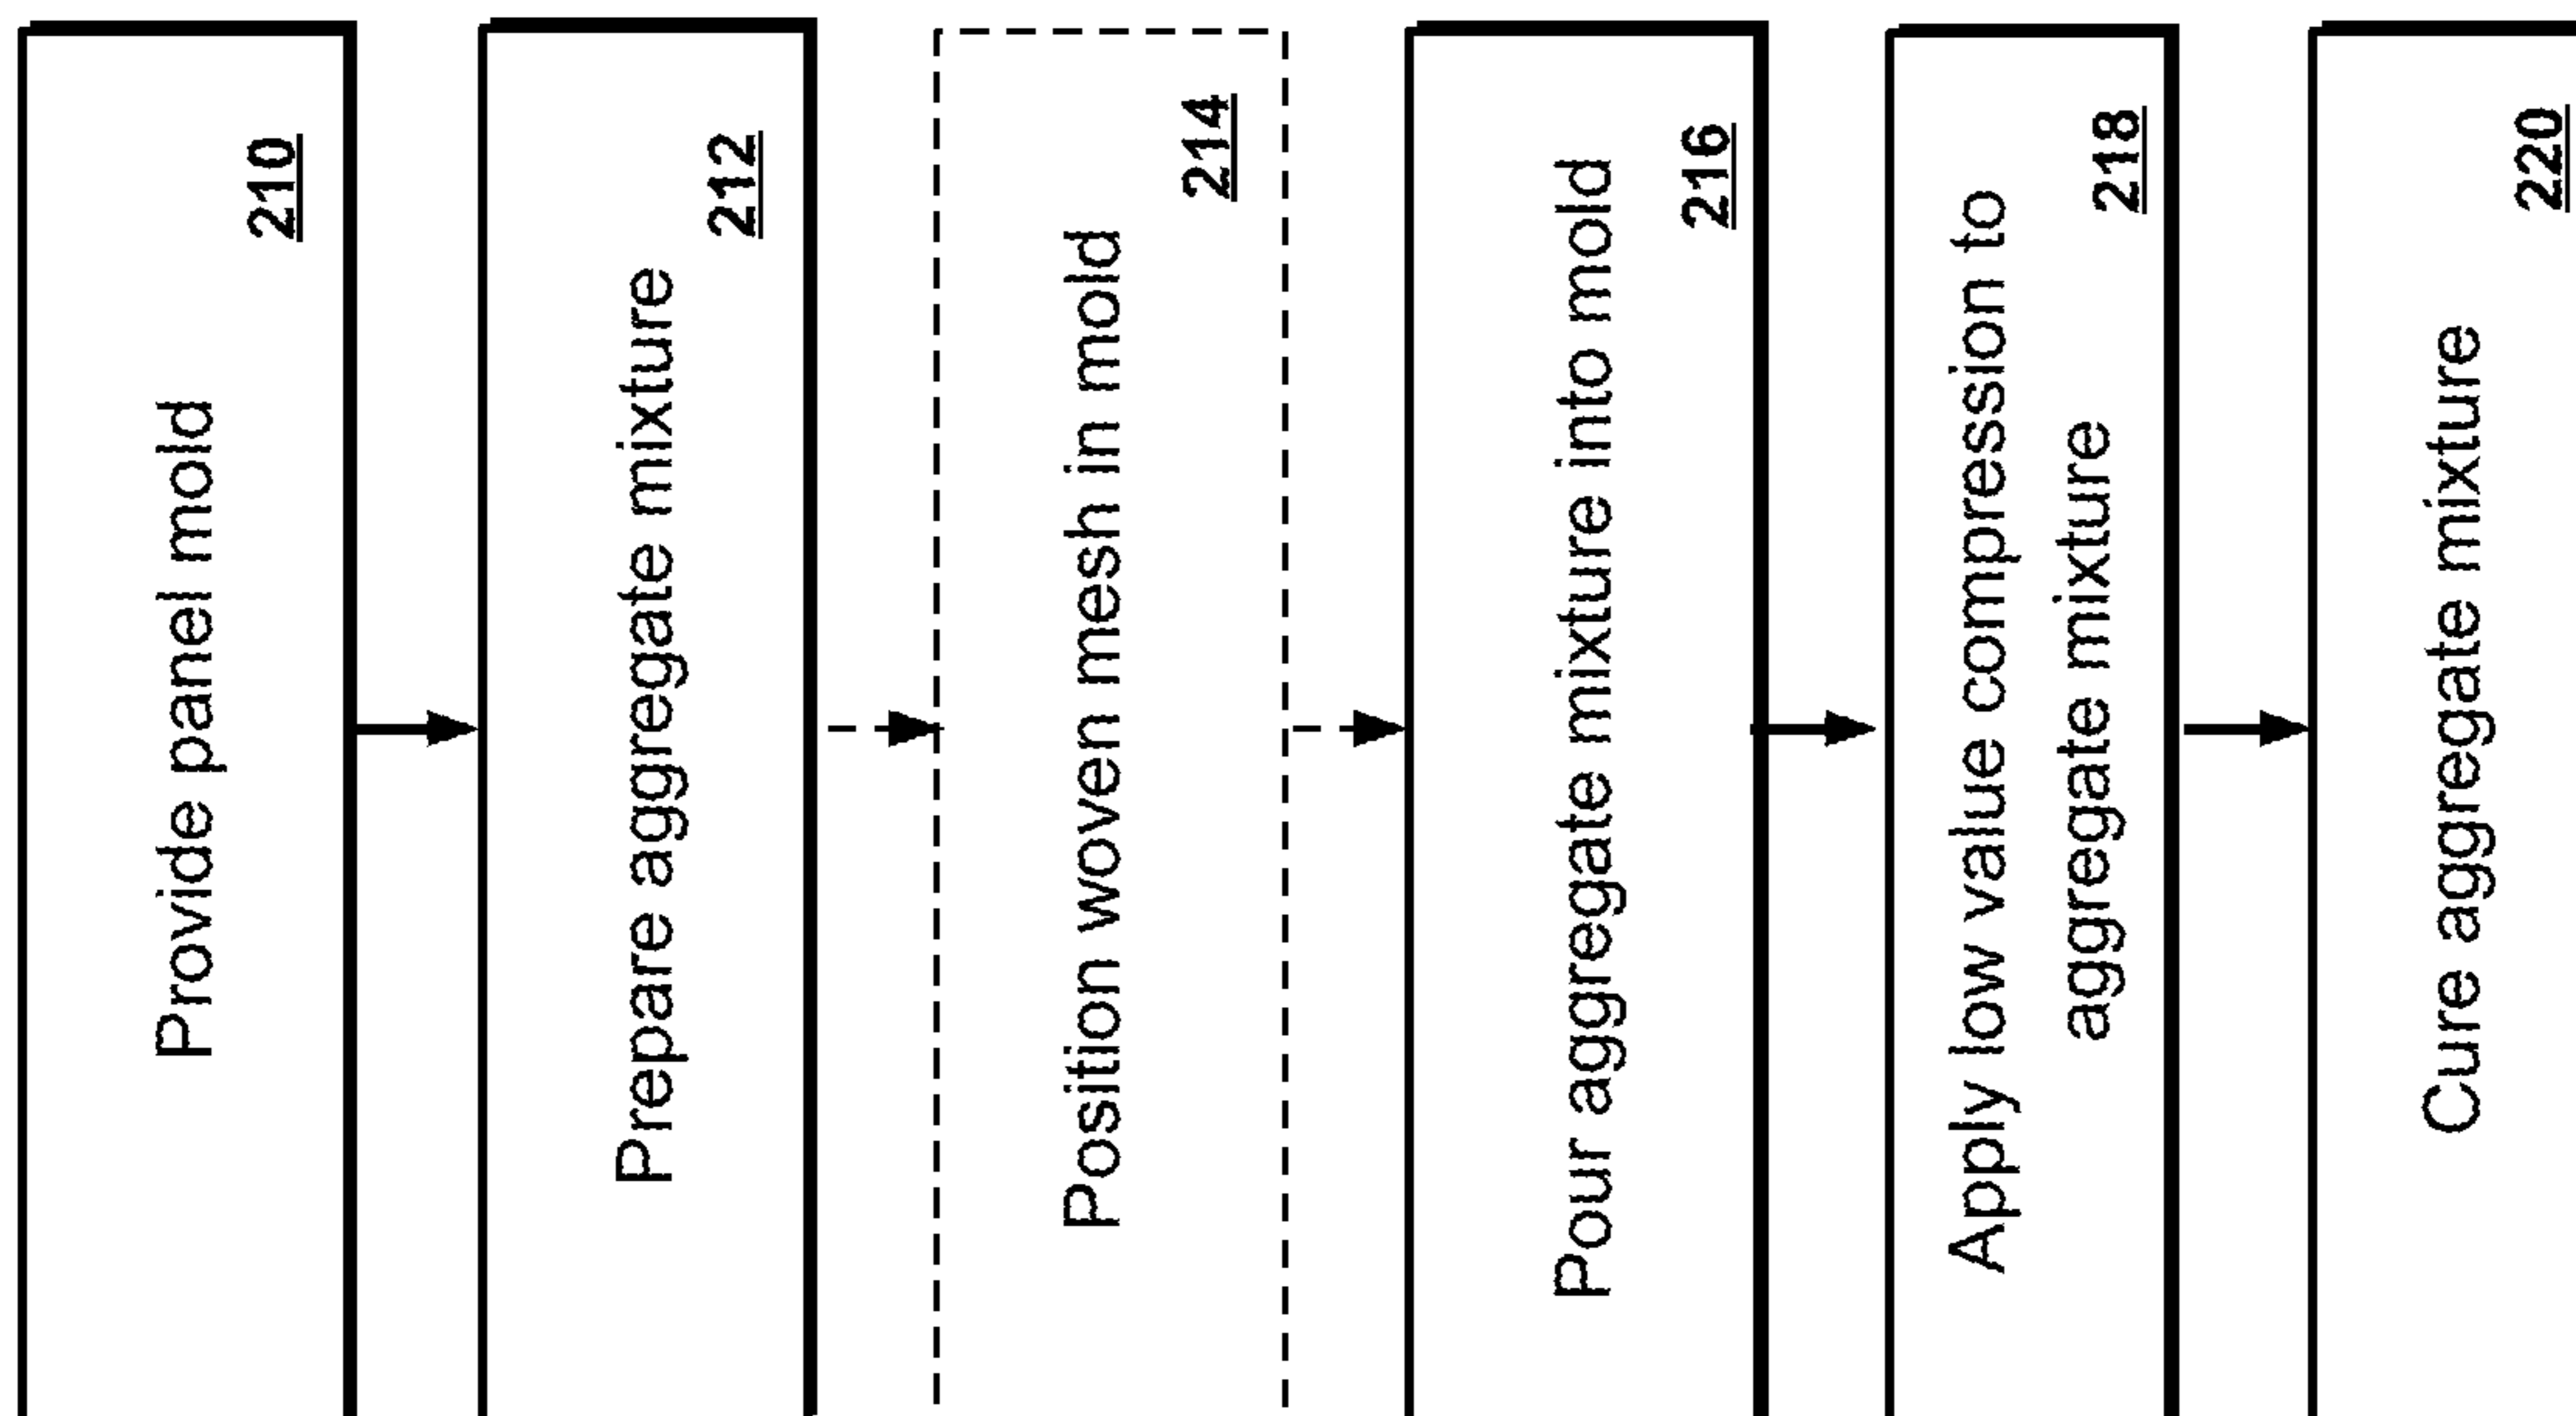 Provide panel mold
210
Prepare aggregate mixture
212
Position woven mesh in mold
214
Pour aggregate mixture into mold
216
Apply low value compression to
aggregate mixture
218
Cure aggregate mixture
220